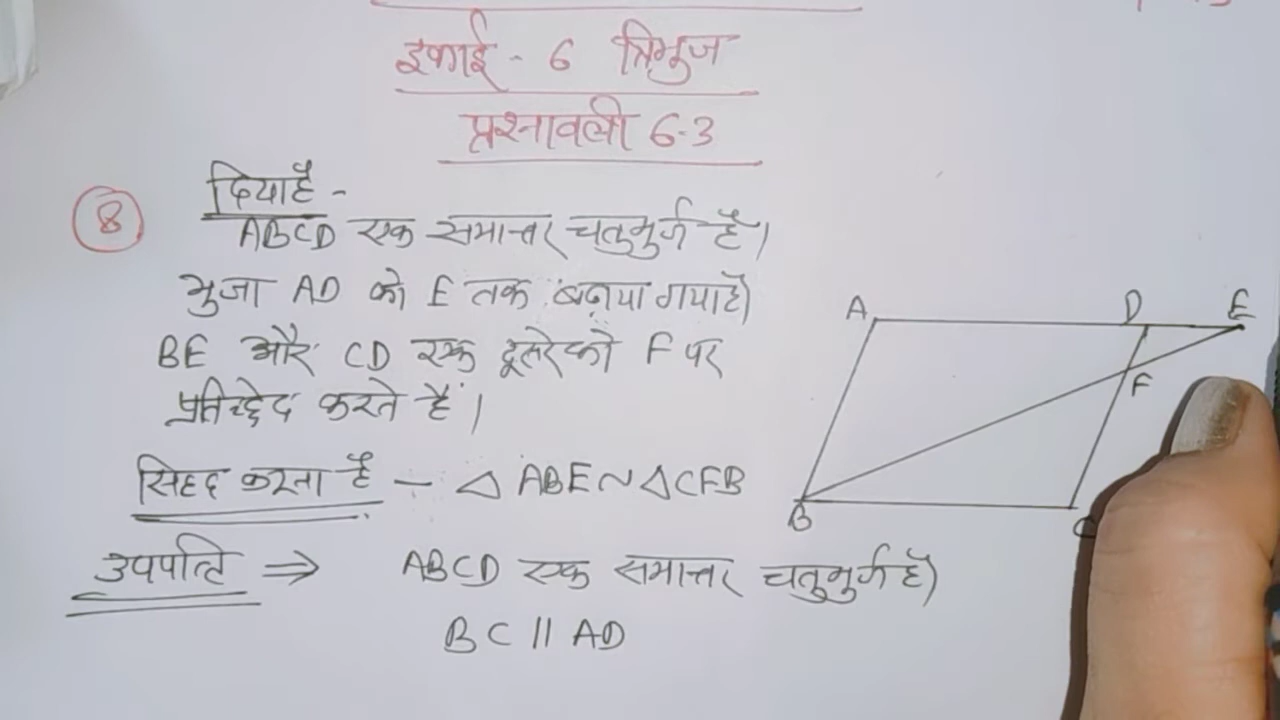 इकाई - 6 त्रिभुज
प्रश्नावली 6.3
8
दिया है -
ABCD एक समान्तर चतुर्भुज है।
भुजा AD को E तक बढ़ाया गया है।
BE और CD एक दूसरे को F पर
प्रतिच्छेद करते हैं।
सिद्ध करना है - △ ABE ~ △ CFB
उपपत्ति ⇒ ABCD एक समान्तर चतुर्भुज है।
BC || AD
A D E
F
B C